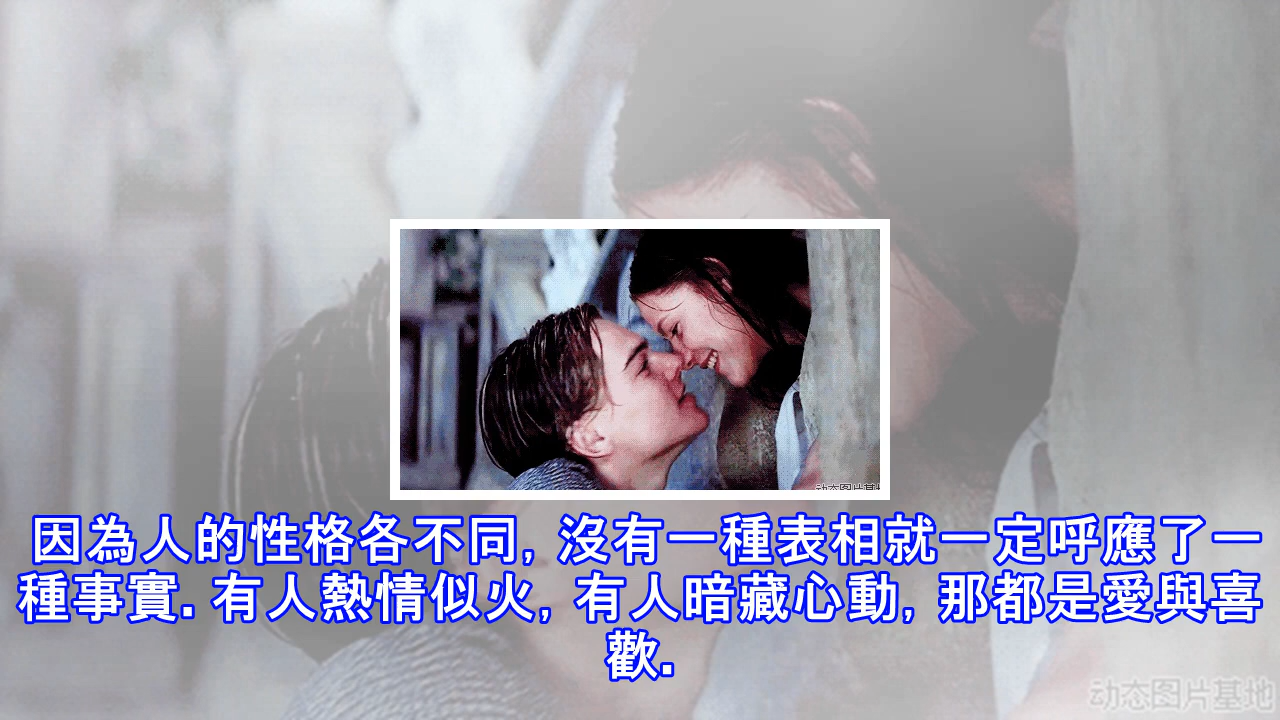 因為人的性格各不同, 沒有一種表相就一定呼應了一
種事實. 有人熱情似火, 有人暗藏心動, 那都是愛與喜
歡.
动态图片基地